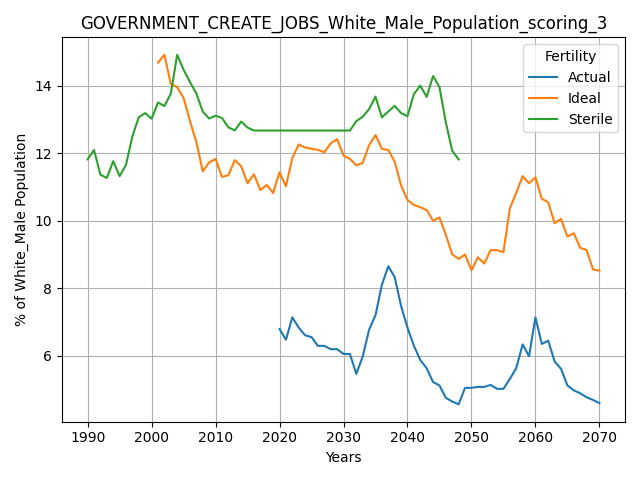 GOVERNMENT_CREATE_JOBS_White_Male_Population_scoring_3
Fertility
Actual
Ideal
Sterile
% of White_Male Population
14
12
10
8
6
1990 2000 2010 2020 2030 2040 2050 2060 2070
Years